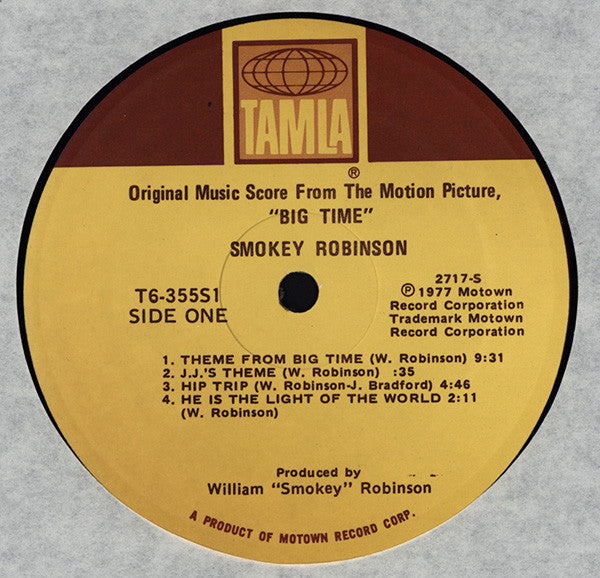 TAMLA
®
Original Music Score From The Motion Picture,
"BIG TIME"
SMOKEY ROBINSON
T6-355S1
SIDE ONE
2717-S
℗ 1977 Motown
Record Corporation
Trademark Motown
Record Corporation
1. THEME FROM BIG TIME (W. Robinson) 9:31
2. J.J.'S THEME (W. Robinson) :35
3. HIP TRIP (W. Robinson-J. Bradford) 4:46
4. HE IS THE LIGHT OF THE WORLD 2:11
(W. Robinson)
Produced by
William "Smokey" Robinson
A PRODUCT OF MOTOWN RECORD CORP.